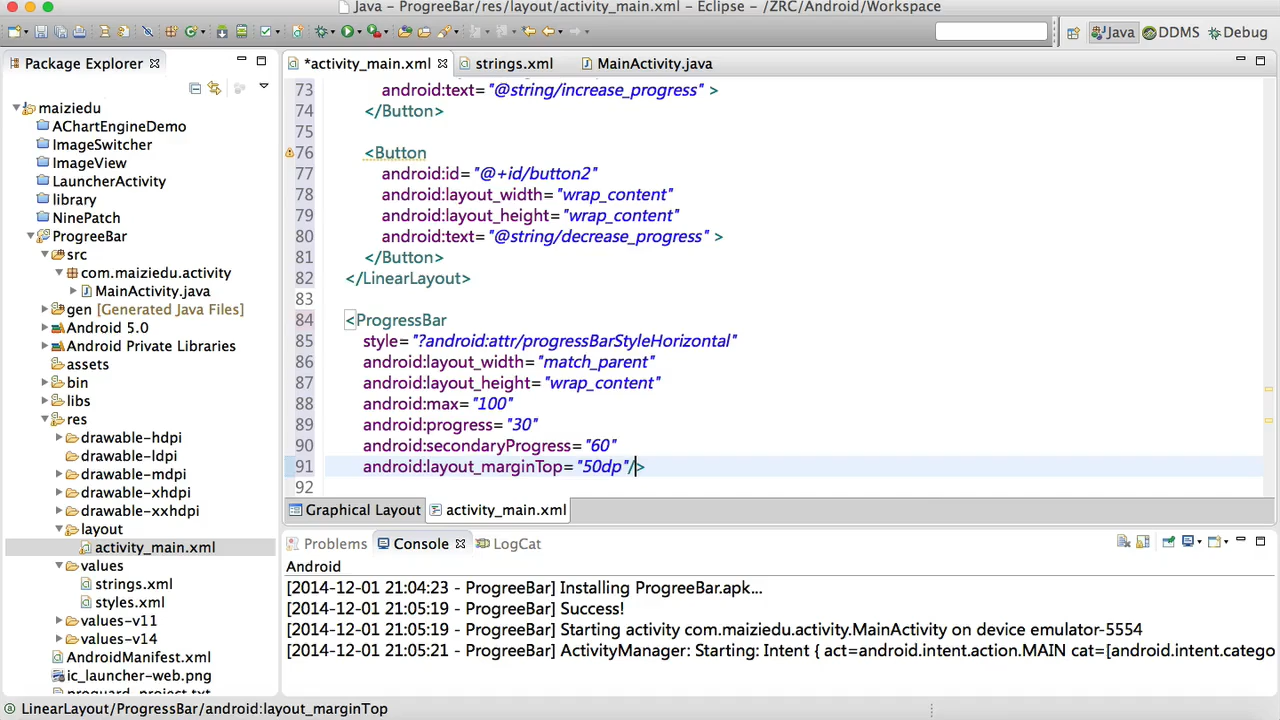 Java - ProgreeBar/res/layout/activity_main.xml - Eclipse - /ZRC/Android/Workspace
Java DDMS Debug
Package Explorer
maiziedu
AChartEngineDemo
ImageSwitcher
ImageView
LauncherActivity
library
NinePatch
ProgreeBar
src
com.maiziedu.activity
MainActivity.java
gen [Generated Java Files]
Android 5.0
Android Private Libraries
assets
bin
libs
res
drawable-hdpi
drawable-ldpi
drawable-mdpi
drawable-xhdpi
drawable-xxhdpi
layout
activity_main.xml
values
strings.xml
styles.xml
values-v11
values-v14
AndroidManifest.xml
ic_launcher-web.png
proguard_project.txt
*activity_main.xml strings.xml MainActivity.java
73 android:text="@string/increase_progress" >
74 </Button>
75
76 <Button
77 android:id="@+id/button2"
78 android:layout_width="wrap_content"
79 android:layout_height="wrap_content"
80 android:text="@string/decrease_progress" >
81 </Button>
82 </LinearLayout>
83
84 <ProgressBar
85 style="?android:attr/progressBarStyleHorizontal"
86 android:layout_width="match_parent"
87 android:layout_height="wrap_content"
88 android:max="100"
89 android:progress="30"
90 android:secondaryProgress="60"
91 android:layout_marginTop="50dp"/>
92
Graphical Layout activity_main.xml
Problems Console LogCat
Android
[2014-12-01 21:04:23 - ProgreeBar] Installing ProgreeBar.apk...
[2014-12-01 21:05:19 - ProgreeBar] Success!
[2014-12-01 21:05:19 - ProgreeBar] Starting activity com.maiziedu.activity.MainActivity on device emulator-5554
[2014-12-01 21:05:21 - ProgreeBar] ActivityManager: Starting: Intent { act=android.intent.action.MAIN cat=[android.intent.catego
LinearLayout/ProgressBar/android:layout_marginTop